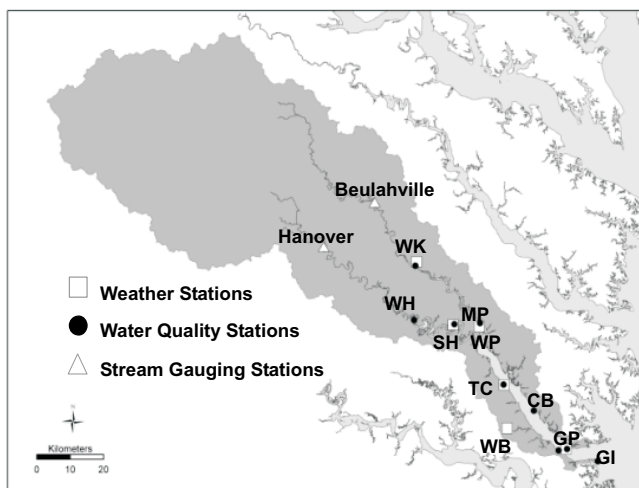 Beulahville
Hanover
WK
Weather Stations
WH
MP
Water Quality Stations
SH
WP
Stream Gauging Stations
TC
CB
N
WB
GP
GI
Kilometers
0 10 20